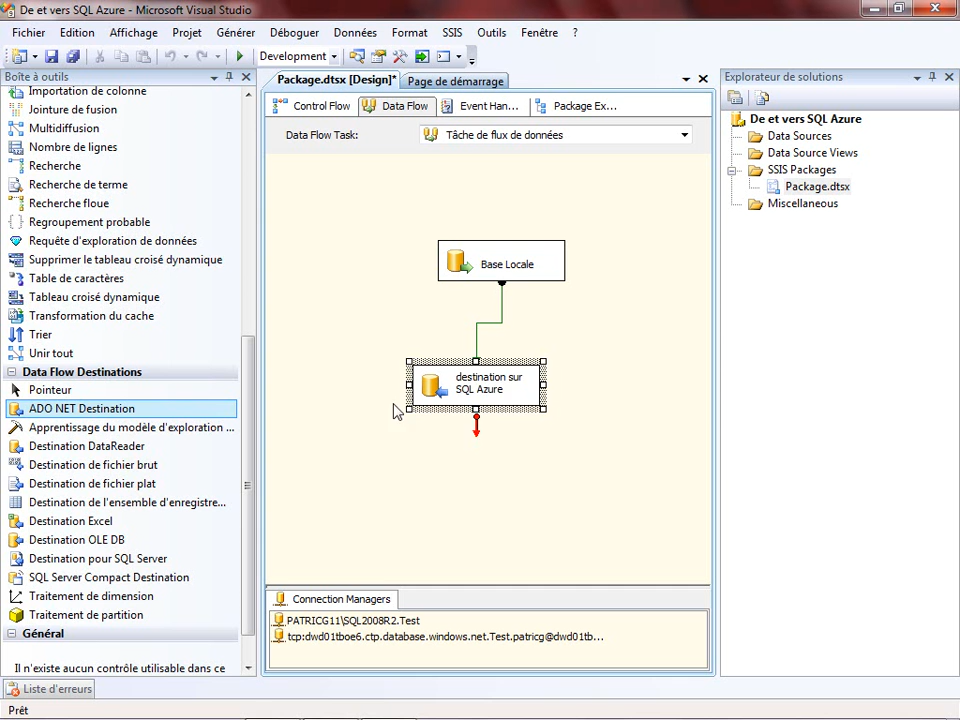 De et vers SQL Azure - Microsoft Visual Studio
Fichier Edition Affichage Projet Générer Déboguer Données Format SSIS Outils Fenêtre ?
Development
Boîte à outils
Importation de colonne
Jointure de fusion
Multidiffusion
Nombre de lignes
Recherche
Recherche de terme
Recherche floue
Regroupement probable
Requête d'exploration de données
Supprimer le tableau croisé dynamique
Table de caractères
Tableau croisé dynamique
Transformation du cache
Trier
Unir tout
Data Flow Destinations
Pointeur
ADO NET Destination
Apprentissage du modèle d'exploration ...
Destination DataReader
Destination de fichier brut
Destination de fichier plat
Destination de l'ensemble d'enregistre...
Destination Excel
Destination OLE DB
Destination pour SQL Server
SQL Server Compact Destination
Traitement de dimension
Traitement de partition
Général
Il n'existe aucun contrôle utilisable dans ce
Package.dtsx [Design]* Page de démarrage
Control Flow Data Flow Event Han... Package Ex...
Data Flow Task: Tâche de flux de données
Base Locale
destination sur
SQL Azure
Connection Managers
PATRICG11\SQL2008R2.Test
tcp:dwd01tboe6.ctp.database.windows.net.Test.patricg@dwd01tb...
Explorateur de solutions
De et vers SQL Azure
Data Sources
Data Source Views
SSIS Packages
Package.dtsx
Miscellaneous
Liste d'erreurs
Prêt